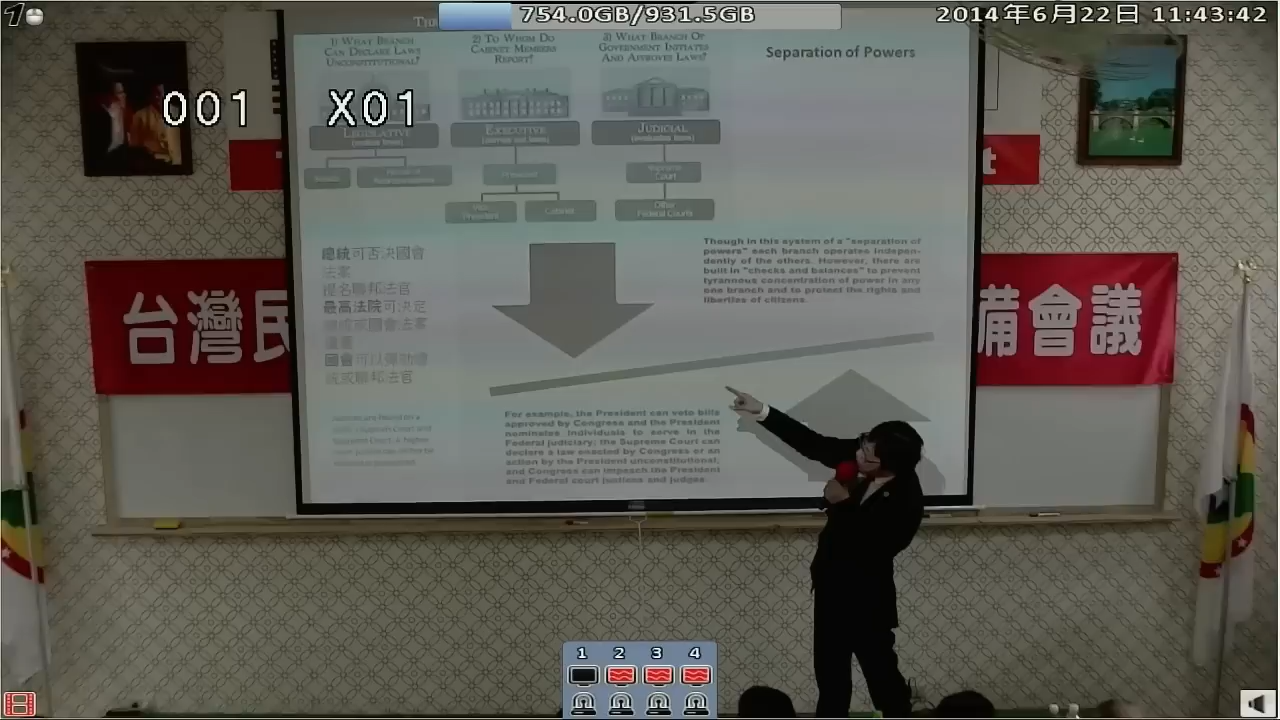 754.0GB/931.5GB
2014年6月22日 11:43:42
001 X01
1) WHAT BRANCH
CAN DECLARE LAWS
UNCONSTITUTIONAL?
2) TO WHOM DO
CABINET MEMBERS
REPORT?
3) WHAT BRANCH OF
GOVERNMENT INITIATES
AND APPROVES LAWS?
Separation of Powers
LEGISLATIVE
EXECUTIVE
JUDICIAL
President
Supreme
Court
Vice
President
Cabinet
Other
Federal Courts
t
總統可否決國會
法案
提名聯邦法官
最高法院可決定
總統或國會法案
違憲
國會可以彈劾總
統或聯邦法官
Though in this system of a "separation of
powers" each branch operates indepen-
dently of the others. However, there are
built in "checks and balances" to prevent
tyrannous concentration of power in any
one branch and to protect the rights and
liberties of citizens.
For example, the President can veto bills
approved by Congress and the President
nominates individuals to serve in the
Federal judiciary; the Supreme Court can
declare a law enacted by Congress or an
action by the President unconstitutional;
and Congress can impeach the President
and Federal court justices and judges.
台灣民
備會議
1 2 3 4